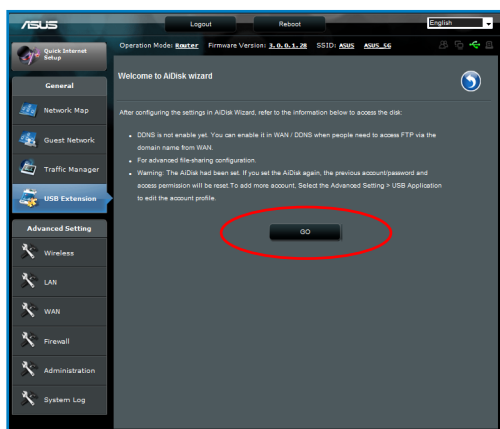 ASUS
Logout
Reboot
English
Quick Internet
Setup
Operation Mode: Router Firmware Version: 3.0.0.1.28 SSID: ASUS ASUS_5G
General
Network Map
Guest Network
Traffic Manager
USB Extension
Advanced Setting
Wireless
LAN
WAN
Firewall
Administration
System Log
Welcome to AiDisk wizard
After configuring the settings in AiDisk Wizard, refer to the information below to access the disk:
• DDNS is not enable yet. You can enable it in WAN / DDNS when people need to access FTP via the
domain name from WAN.
• For advanced file-sharing configuration.
• Warning: The AiDisk had been set. If you set the AiDisk again, the previous account/password and
access permission will be reset.To add more account, Select the Advanced Setting > USB Application
to edit the account profile.
GO